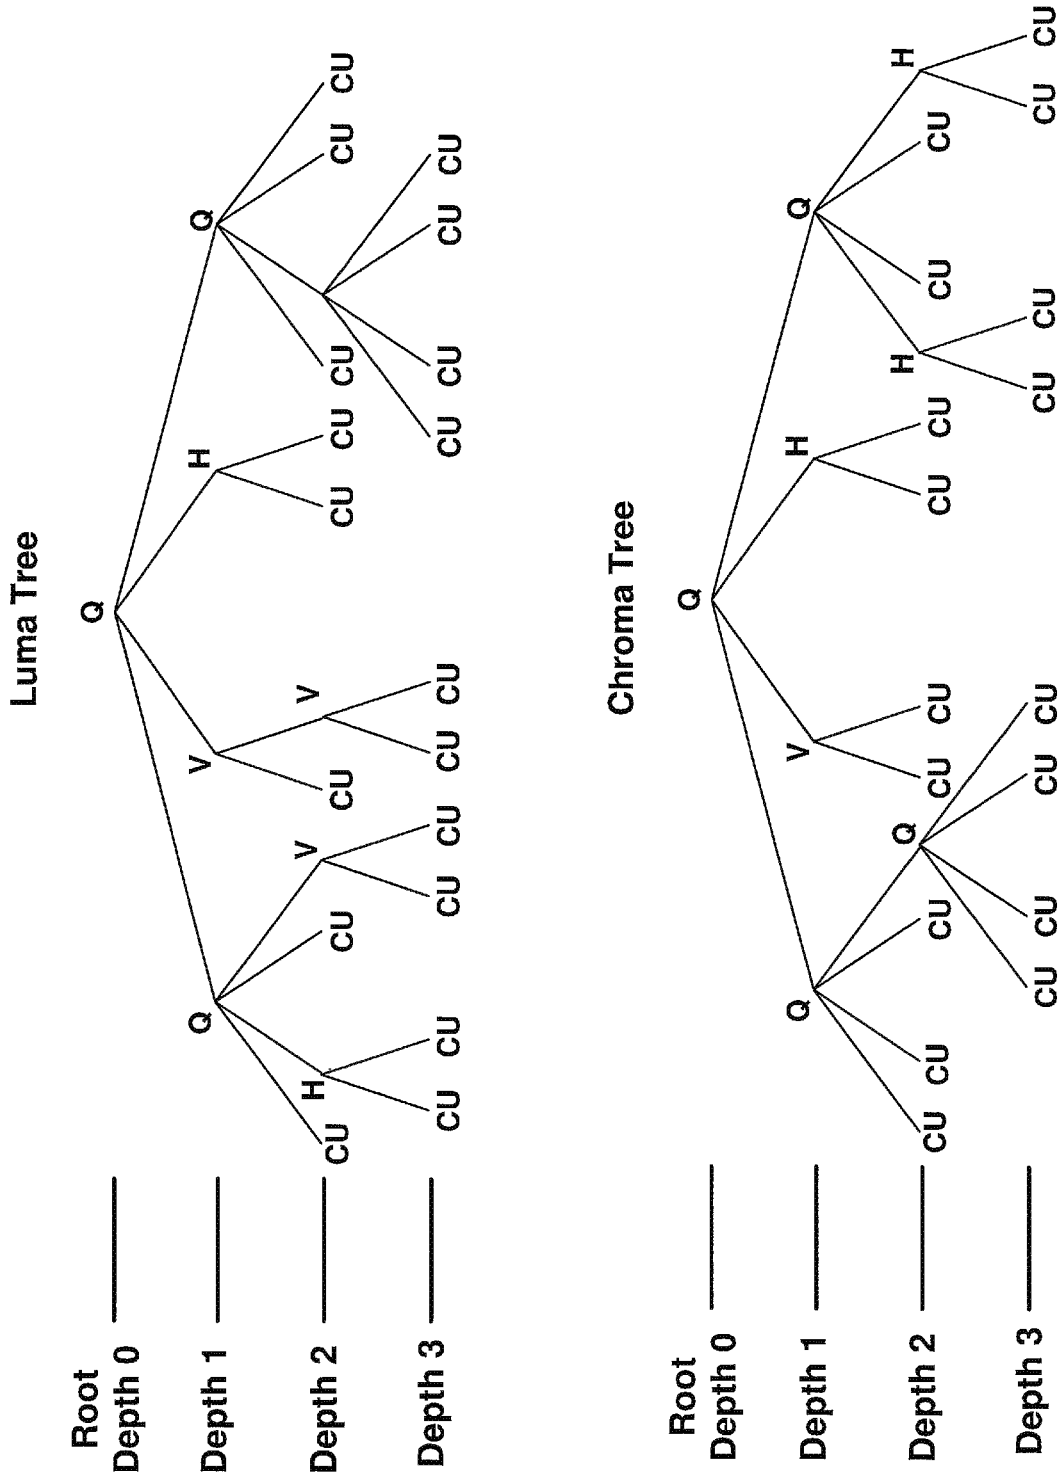 Luma Tree
Root Q
Depth 0
Depth 1 Q V H Q
Depth 2 CU H CU V CU V CU CU CU CU CU
Depth 3 CU CU CU CU CU CU CU CU CU CU
Chroma Tree
Root Q
Depth 0
Depth 1 Q V H Q
Depth 2 CU CU CU Q CU CU CU CU H CU CU H
Depth 3 CU CU CU CU CU CU CU CU